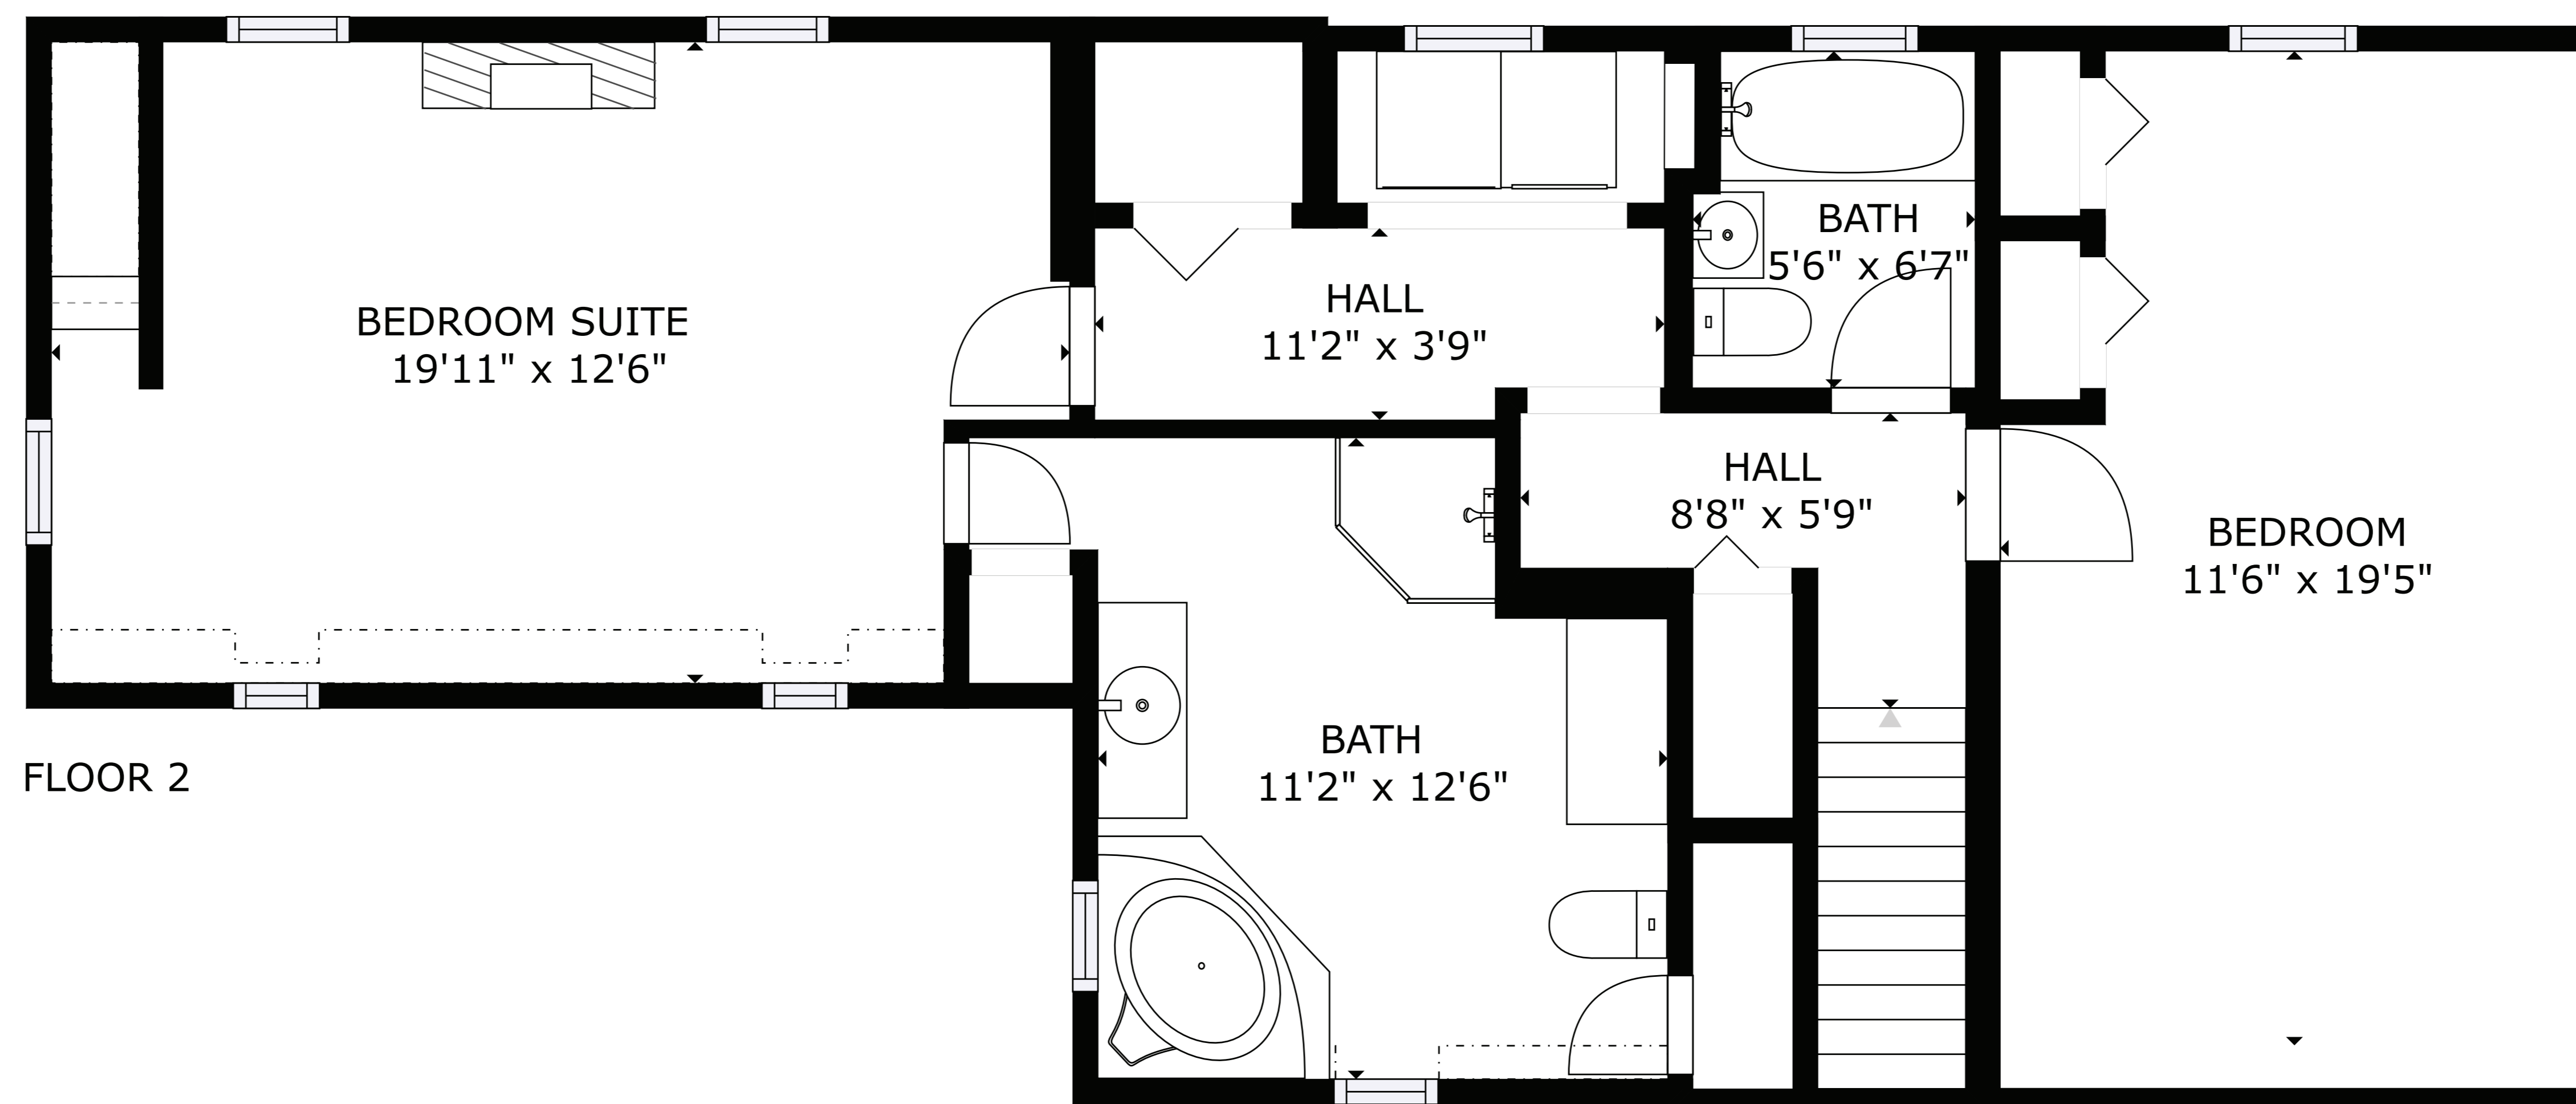 BEDROOM SUITE
19'11" x 12'6"
HALL
11'2" x 3'9"
BATH
5'6" x 6'7"
HALL
8'8" x 5'9"
BEDROOM
11'6" x 19'5"
BATH
11'2" x 12'6"
FLOOR 2